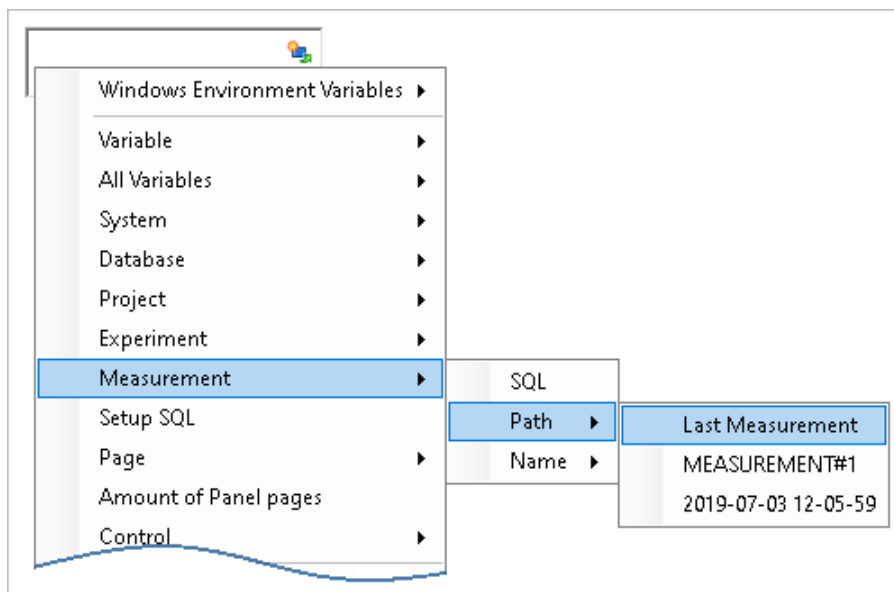 Windows Environment Variables
Variable
All Variables
System
Database
Project
Experiment
Measurement
Setup SQL
Page
Amount of Panel pages
Control
SQL
Path
Name
Last Measurement
MEASUREMENT#1
2019-07-03 12-05-59